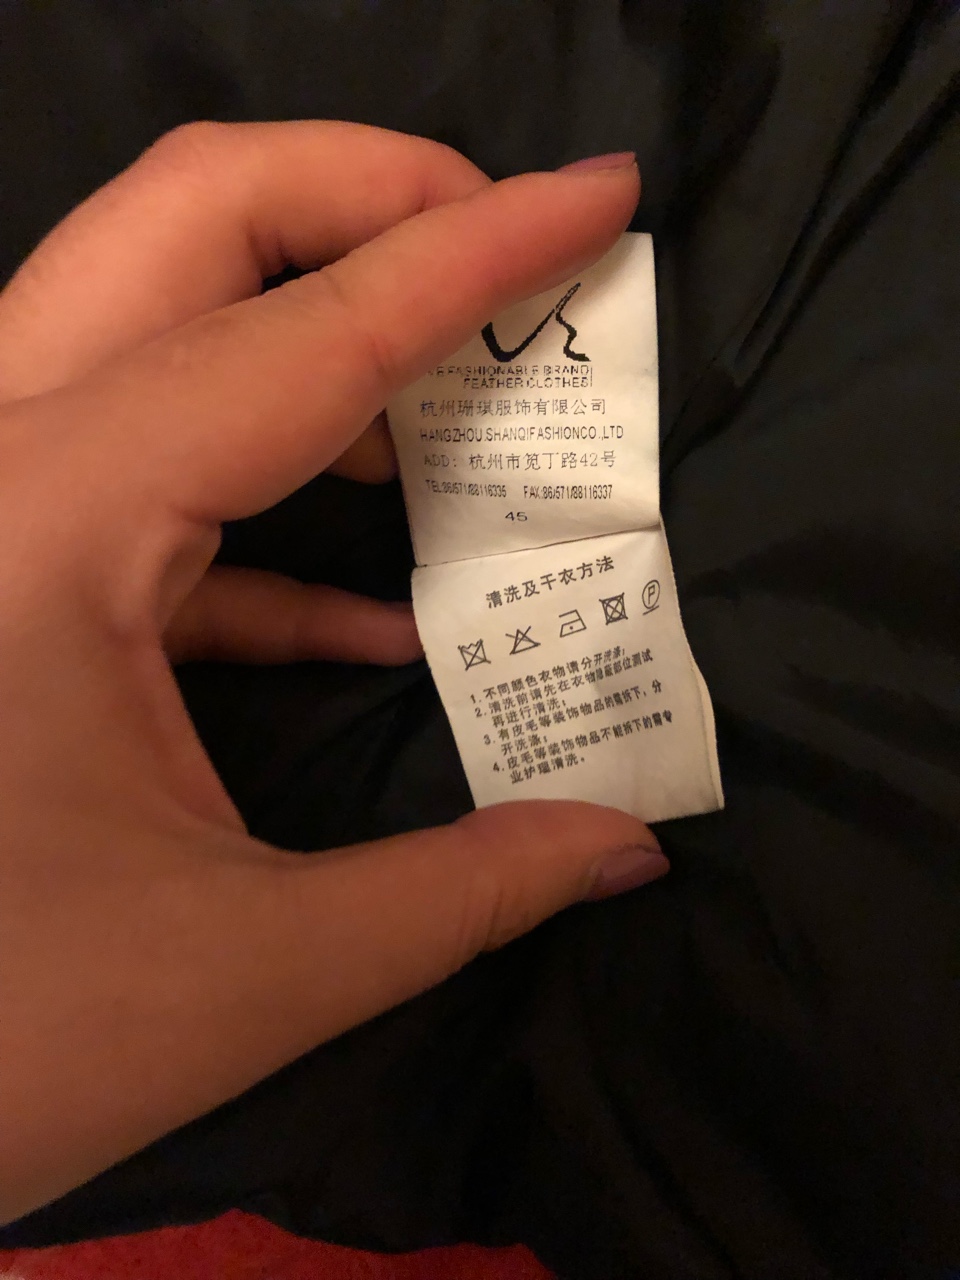 E FASHIONABLE BRAND
FEATHER CLOTHES
杭州珊琪服饰有限公司
HANGZHOU.SHANQIFASHIONCO.,LTD
ADD: 杭州市笕丁路42号
TEL:86/571/88116335 FAX:86/571/88116337
45
清洗及干衣方法
P
1.不同颜色衣物请分开洗涤;
2.清洗前请先在衣物隐蔽部位测试
再进行清洗;
3.有皮毛等装饰物品的需拆下,分
开洗涤;
4.皮毛等装饰物品不能拆下的需专
业护理清洗。